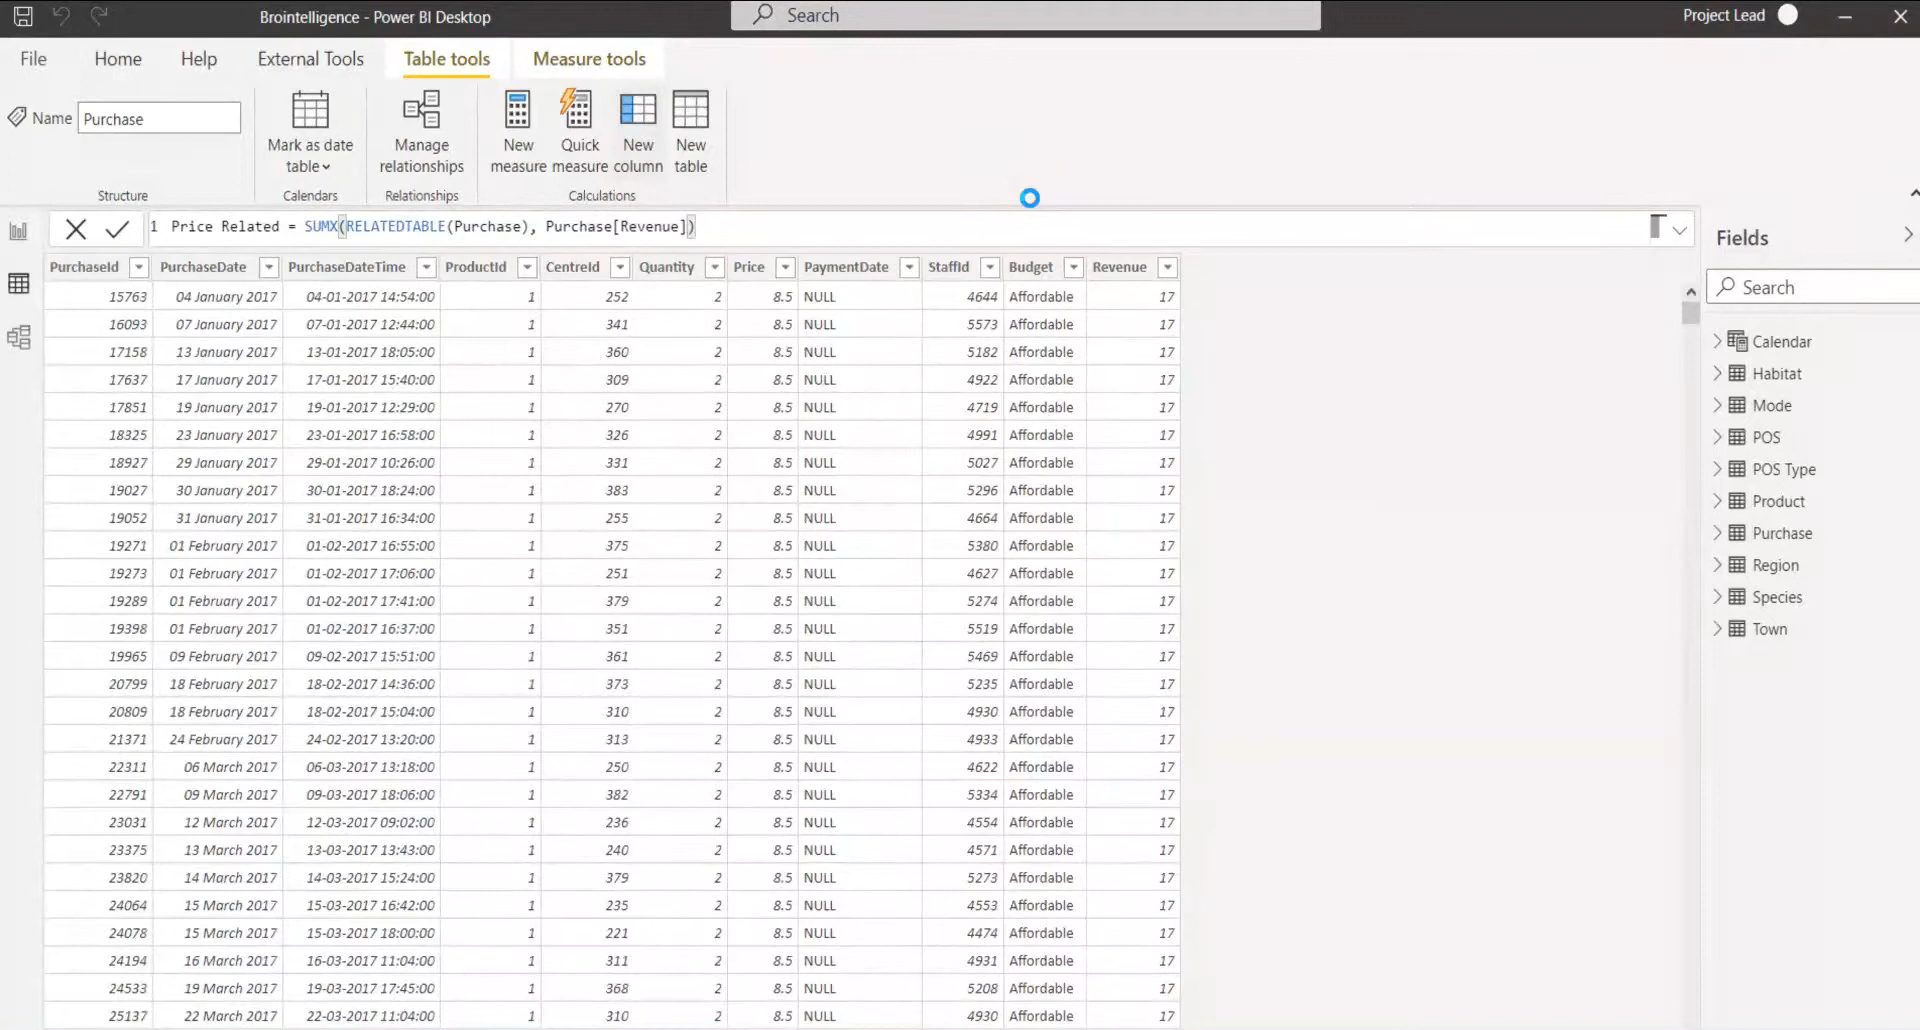 Brointelligence - Power BI Desktop
Search
Project Lead
File Home Help External Tools Table tools Measure tools
Name Purchase
Mark as date table
Manage relationships
New measure
Quick measure
New column
New table
Structure Calendars Relationships Calculations
1 Price Related = SUMX(RELATEDTABLE(Purchase), Purchase[Revenue])
PurchaseId PurchaseDate PurchaseDateTime ProductId CentreId Quantity Price PaymentDate StaffId Budget Revenue
15763 04 January 2017 04-01-2017 14:54:00 1 252 2 8.5 NULL 4644 Affordable 17
16093 07 January 2017 07-01-2017 12:44:00 1 341 2 8.5 NULL 5573 Affordable 17
17158 13 January 2017 13-01-2017 18:05:00 1 360 2 8.5 NULL 5182 Affordable 17
17637 17 January 2017 17-01-2017 15:40:00 1 309 2 8.5 NULL 4922 Affordable 17
17851 19 January 2017 19-01-2017 12:29:00 1 270 2 8.5 NULL 4719 Affordable 17
18325 23 January 2017 23-01-2017 16:58:00 1 326 2 8.5 NULL 4991 Affordable 17
18927 29 January 2017 29-01-2017 10:26:00 1 331 2 8.5 NULL 5027 Affordable 17
19027 30 January 2017 30-01-2017 18:24:00 1 383 2 8.5 NULL 5296 Affordable 17
19052 31 January 2017 31-01-2017 16:34:00 1 255 2 8.5 NULL 4664 Affordable 17
19271 01 February 2017 01-02-2017 16:55:00 1 375 2 8.5 NULL 5380 Affordable 17
19273 01 February 2017 01-02-2017 17:06:00 1 251 2 8.5 NULL 4627 Affordable 17
19289 01 February 2017 01-02-2017 17:41:00 1 379 2 8.5 NULL 5274 Affordable 17
19398 01 February 2017 01-02-2017 16:37:00 1 351 2 8.5 NULL 5519 Affordable 17
19965 09 February 2017 09-02-2017 15:51:00 1 361 2 8.5 NULL 5469 Affordable 17
20799 18 February 2017 18-02-2017 14:36:00 1 373 2 8.5 NULL 5235 Affordable 17
20809 18 February 2017 18-02-2017 15:04:00 1 310 2 8.5 NULL 4930 Affordable 17
21371 24 February 2017 24-02-2017 13:20:00 1 313 2 8.5 NULL 4933 Affordable 17
22311 06 March 2017 06-03-2017 13:18:00 1 250 2 8.5 NULL 4622 Affordable 17
22791 09 March 2017 09-03-2017 18:06:00 1 382 2 8.5 NULL 5334 Affordable 17
23031 12 March 2017 12-03-2017 09:02:00 1 236 2 8.5 NULL 4554 Affordable 17
23375 13 March 2017 13-03-2017 13:43:00 1 240 2 8.5 NULL 4571 Affordable 17
23820 14 March 2017 14-03-2017 15:24:00 1 379 2 8.5 NULL 5273 Affordable 17
24064 15 March 2017 15-03-2017 16:42:00 1 235 2 8.5 NULL 4553 Affordable 17
24078 15 March 2017 15-03-2017 18:00:00 1 221 2 8.5 NULL 4474 Affordable 17
24194 16 March 2017 16-03-2017 11:04:00 1 311 2 8.5 NULL 4931 Affordable 17
24533 19 March 2017 19-03-2017 17:45:00 1 368 2 8.5 NULL 5208 Affordable 17
25137 22 March 2017 22-03-2017 11:04:00 1 310 2 8.5 NULL 4930 Affordable 17
Fields
Search
Calendar
Habitat
Mode
POS
POS Type
Product
Purchase
Region
Species
Town